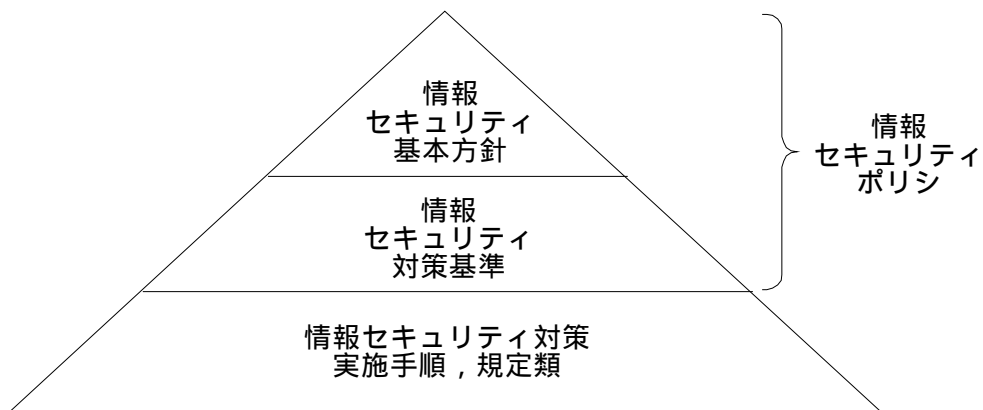 情報
セキュリティ
基本方針
情報
セキュリティ
対策基準
情報セキュリティ対策
実施手順，規定類
情報
セキュリティ
ポリシ